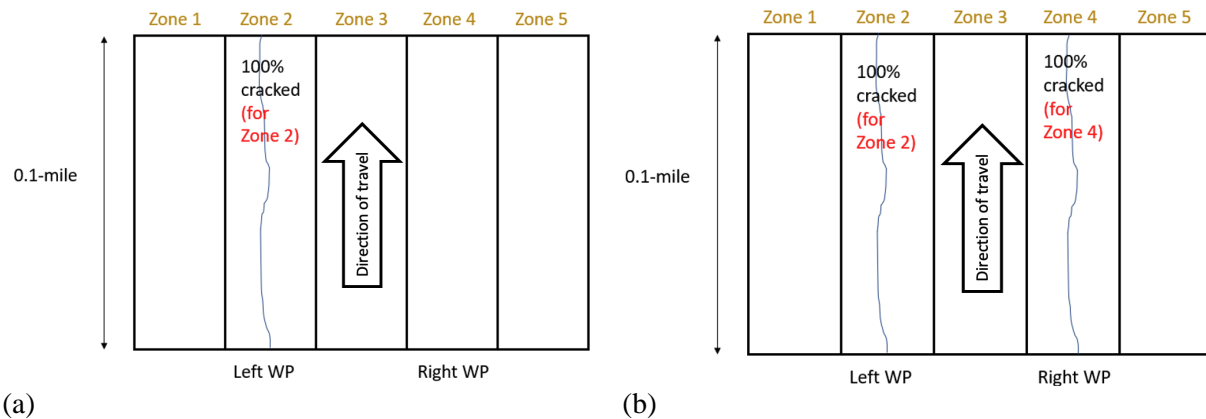 Zone 1 Zone 2 Zone 3 Zone 4 Zone 5
100%
cracked
(for
Zone 2)
0.1-mile
Direction of travel
Left WP Right WP
(a)
Zone 1 Zone 2 Zone 3 Zone 4 Zone 5
100%
cracked
(for
Zone 2)
100%
cracked
(for
Zone 4)
0.1-mile
Direction of travel
Left WP Right WP
(b)